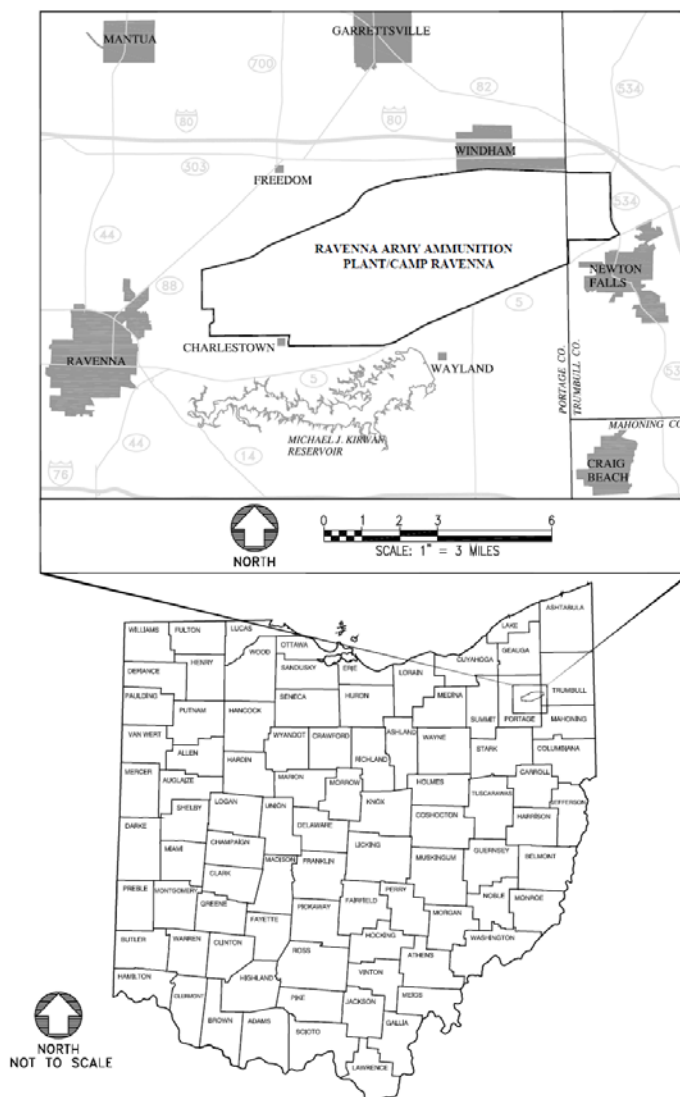 MANTUA
GARRETTSVILLE
700
82
534
80
80
WINDHAM
303
FREEDOM
534
44
RAVENNA ARMY AMMUNITION
PLANT/CAMP RAVENNA
NEWTON
FALLS
88
5
CHARLESTOWN
RAVENNA
WAYLAND
5
PORTAGE CO.
TRUMBULL CO.
53
44
MICHAEL J. KIRWAN
RESERVOIR
MAHONING CO
14
76
CRAIG
BEACH
NORTH
0 1 2 3 6
SCALE: 1" = 3 MILES
ASHTABULA
LAKE
WILLIAMS
FULTON
LUCAS
GEAUGA
OTTAWA
WOOD
CUYAHOGA
HENRY
SANDUSKY
ERIE
LORAIN
TRUMBULL
DEFIANCE
MEDINA
PAULDING
SENECA
HURON
SUMMIT
PORTAGE
MAHONING
PUTNAM
HANCOCK
ASHLAND
VAN WERT
WYANDOT
CRAWFORD
WAYNE
STARK
COLUMBIANA
ALLEN
RICHLAND
HARDIN
MERCER
AUGLAIZE
MARION
MORROW
HOLMES
CARROLL
TUSCARAWAS
JEFFERSON
LOGAN
UNION
KNOX
SHELBY
COSHOCTON
HARRISON
DARKE
DELAWARE
CHAMPAIGN
LICKING
MIAMI
GUERNSEY
MADISON
FRANKLIN
MUSKINGUM
BELMONT
CLARK
PREBLE
MONTGOMERY
PERRY
NOBLE
MONROE
GREENE
PICKAWAY
FAIRFIELD
MORGAN
FAYETTE
BUTLER
WARREN
CLINTON
HOCKING
WASHINGTON
ROSS
ATHENS
HAMILTON
HIGHLAND
VINTON
CLERMONT
PIKE
JACKSON
MEIGS
BROWN
ADAMS
SCIOTO
GALLIA
LAWRENCE
NORTH
NOT TO SCALE